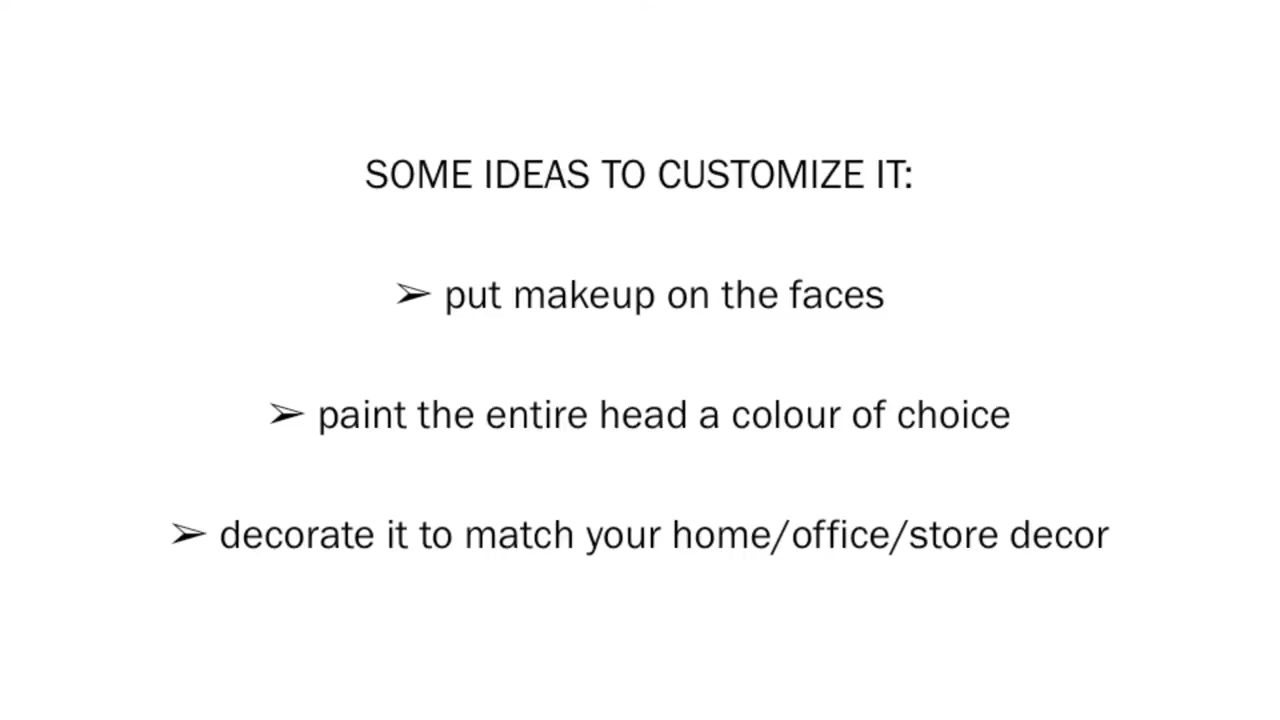 SOME IDEAS TO CUSTOMIZE IT:
➢ put makeup on the faces
➢ paint the entire head a colour of choice
➢ decorate it to match your home/office/store decor